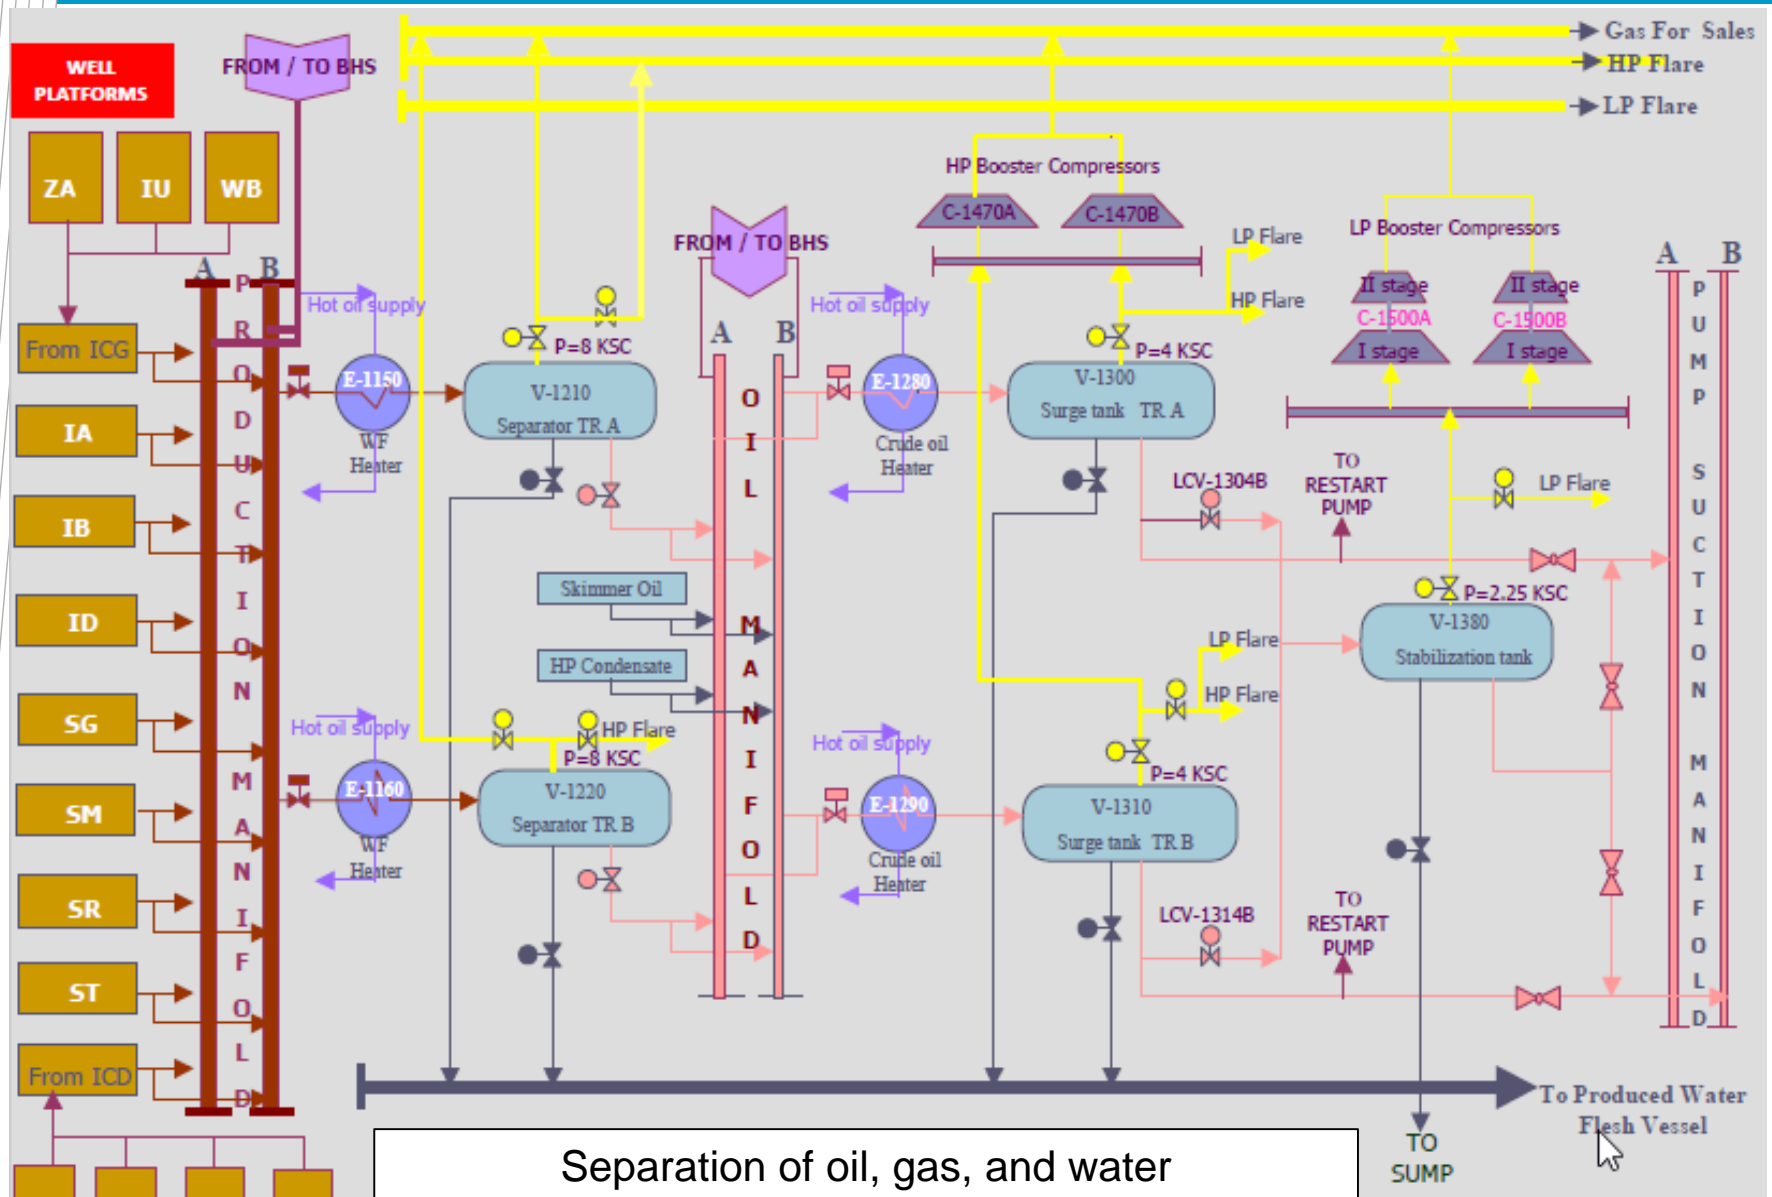 WELL
PLATFORMS
FROM / TO BHS
Gas For Sales
HP Flare
LP Flare
ZA
IU
WB
HP Booster Compressors
C-1470A
C-1470B
LP Booster Compressors
II stage
II stage
C-1500A
C-1500B
I stage
I stage
FROM / TO BHS
LP Flare
HP Flare
A
B
PRODUCTION MANIFOLD
From ICG
IA
IB
ID
SG
SM
SR
ST
From ICD
Hot oil supply
E-1150
WF
Heater
P=8 KSC
V-1210
Separator TR A
A
B
OIL MANIFOLD
Hot oil supply
E-1280
Crude oil
Heater
P=4 KSC
V-1300
Surge tank TR A
LCV-1304B
TO
RESTART
PUMP
LP Flare
A
B
PUMP SUCTION MANIFOLD
Skimmer Oil
HP Condensate
P=2.25 KSC
V-1380
Stabilization tank
LP Flare
HP Flare
Hot oil supply
E-1160
WF
Heater
HP Flare
P=8 KSC
V-1220
Separator TR B
Hot oil supply
E-1290
Crude oil
Heater
P=4 KSC
V-1310
Surge tank TR B
LCV-1314B
TO
RESTART
PUMP
To Produced Water
Flesh Vessel
TO
SUMP
Separation of oil, gas, and water